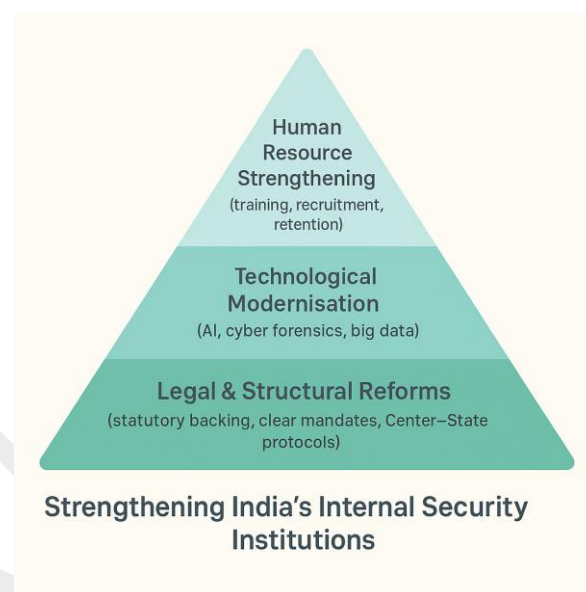 Human
Resource
Strengthening
(training, recruitment,
retention)
Technological
Modernisation
(AI, cyber forensics, big data)
Legal & Structural Reforms
(statutory backing, clear mandates, Center–State
protocols)
Strengthening India's Internal Security
Institutions